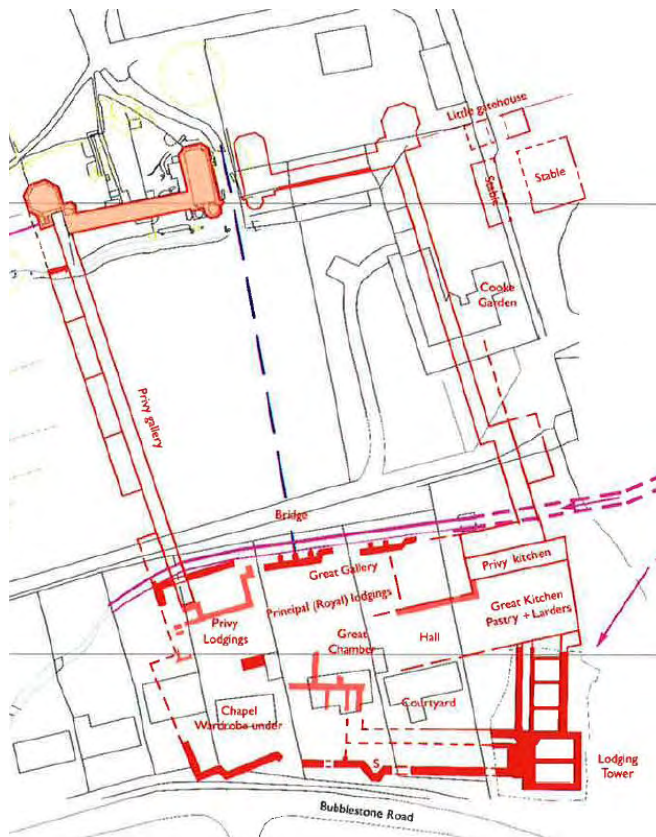 Little gatehouse
Stable
Stable
Cooke
Garden
Privy gallery
Bridge
Great Gallery
Privy kitchen
Principal (Royal) lodgings
Great Kitchen
Pastry + Larders
Privy
Lodgings
Great
Chamber
Hall
Chapel
Wardrobe under
Courtyard
S
Lodging
Tower
Bubblestone Road